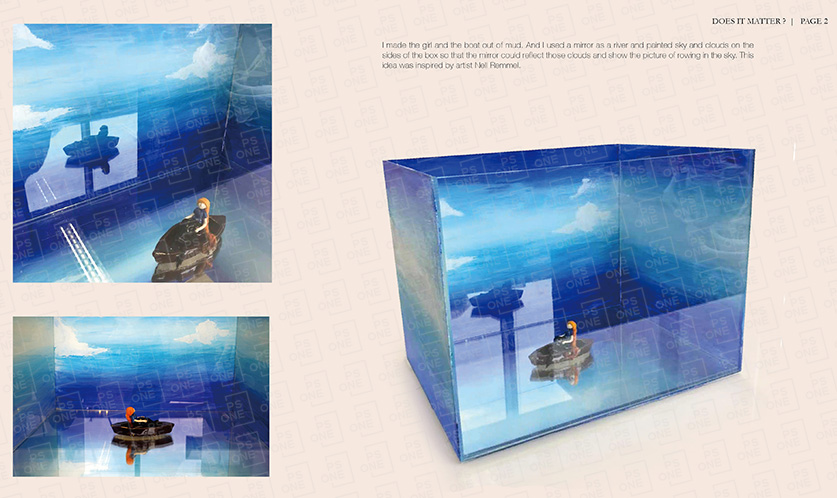 DOES IT MATTER ? | PAGE 2
I made the girl and the boat out of mud. And I used a mirror as a river and painted sky and clouds on the
sides of the box so that the mirror could reflect those clouds and show the picture of rowing in the sky. This
idea was inspired by artist Neil Remmel.
PS
ONE